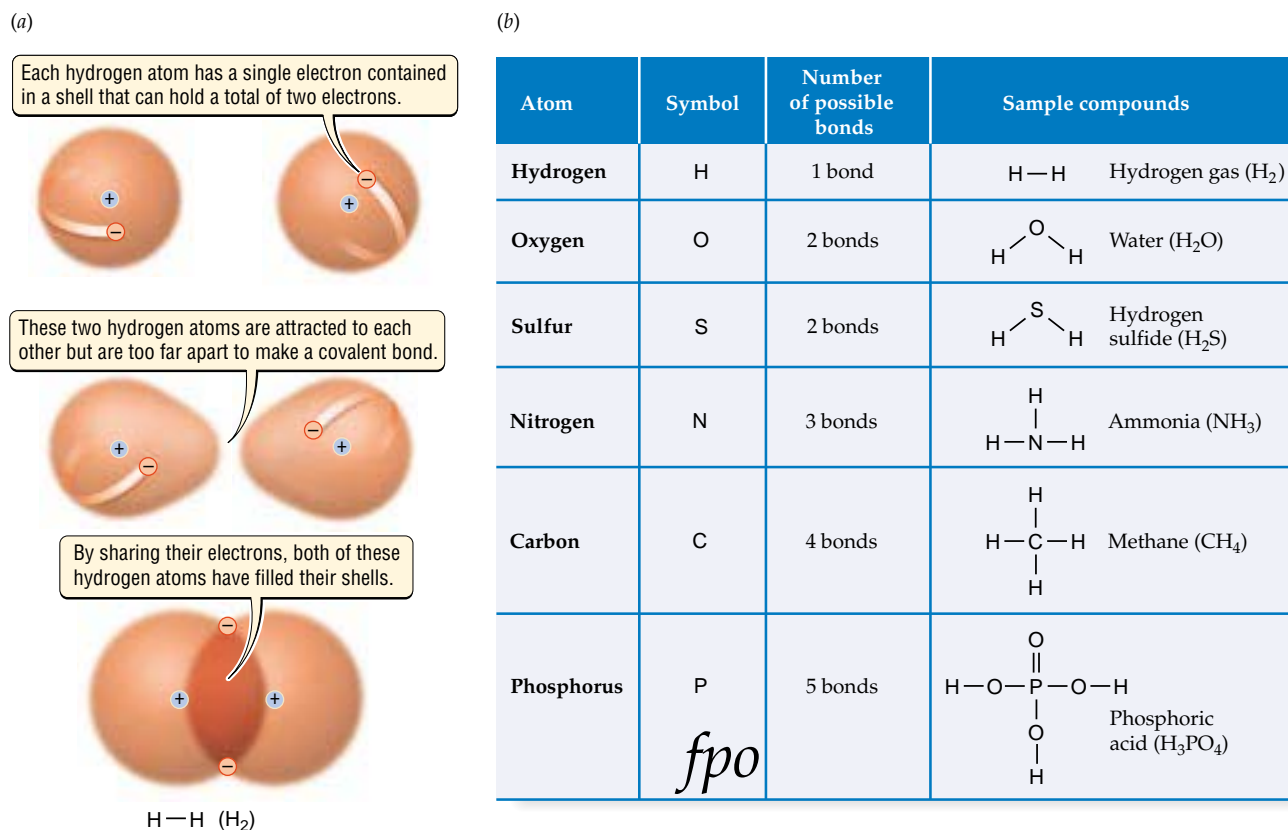 (a)
Each hydrogen atom has a single electron contained
in a shell that can hold a total of two electrons.
+
−
+
−
These two hydrogen atoms are attracted to each
other but are too far apart to make a covalent bond.
+
−
−
+
By sharing their electrons, both of these
hydrogen atoms have filled their shells.
−
+
+
−
H—H (H₂)
(b)
Atom
Symbol
Number
of possible
bonds
Sample compounds
Hydrogen
H
1 bond
H—H
Hydrogen gas (H₂)
Oxygen
O
2 bonds
O
H H
Water (H₂O)
Sulfur
S
2 bonds
S
H H
Hydrogen
sulfide (H₂S)
Nitrogen
N
3 bonds
H
H—N—H
Ammonia (NH₃)
Carbon
C
4 bonds
H
H—C—H
H
Methane (CH₄)
Phosphorus
P
5 bonds
O
H—O—P—O—H
O
H
Phosphoric
acid (H₃PO₄)
fpo